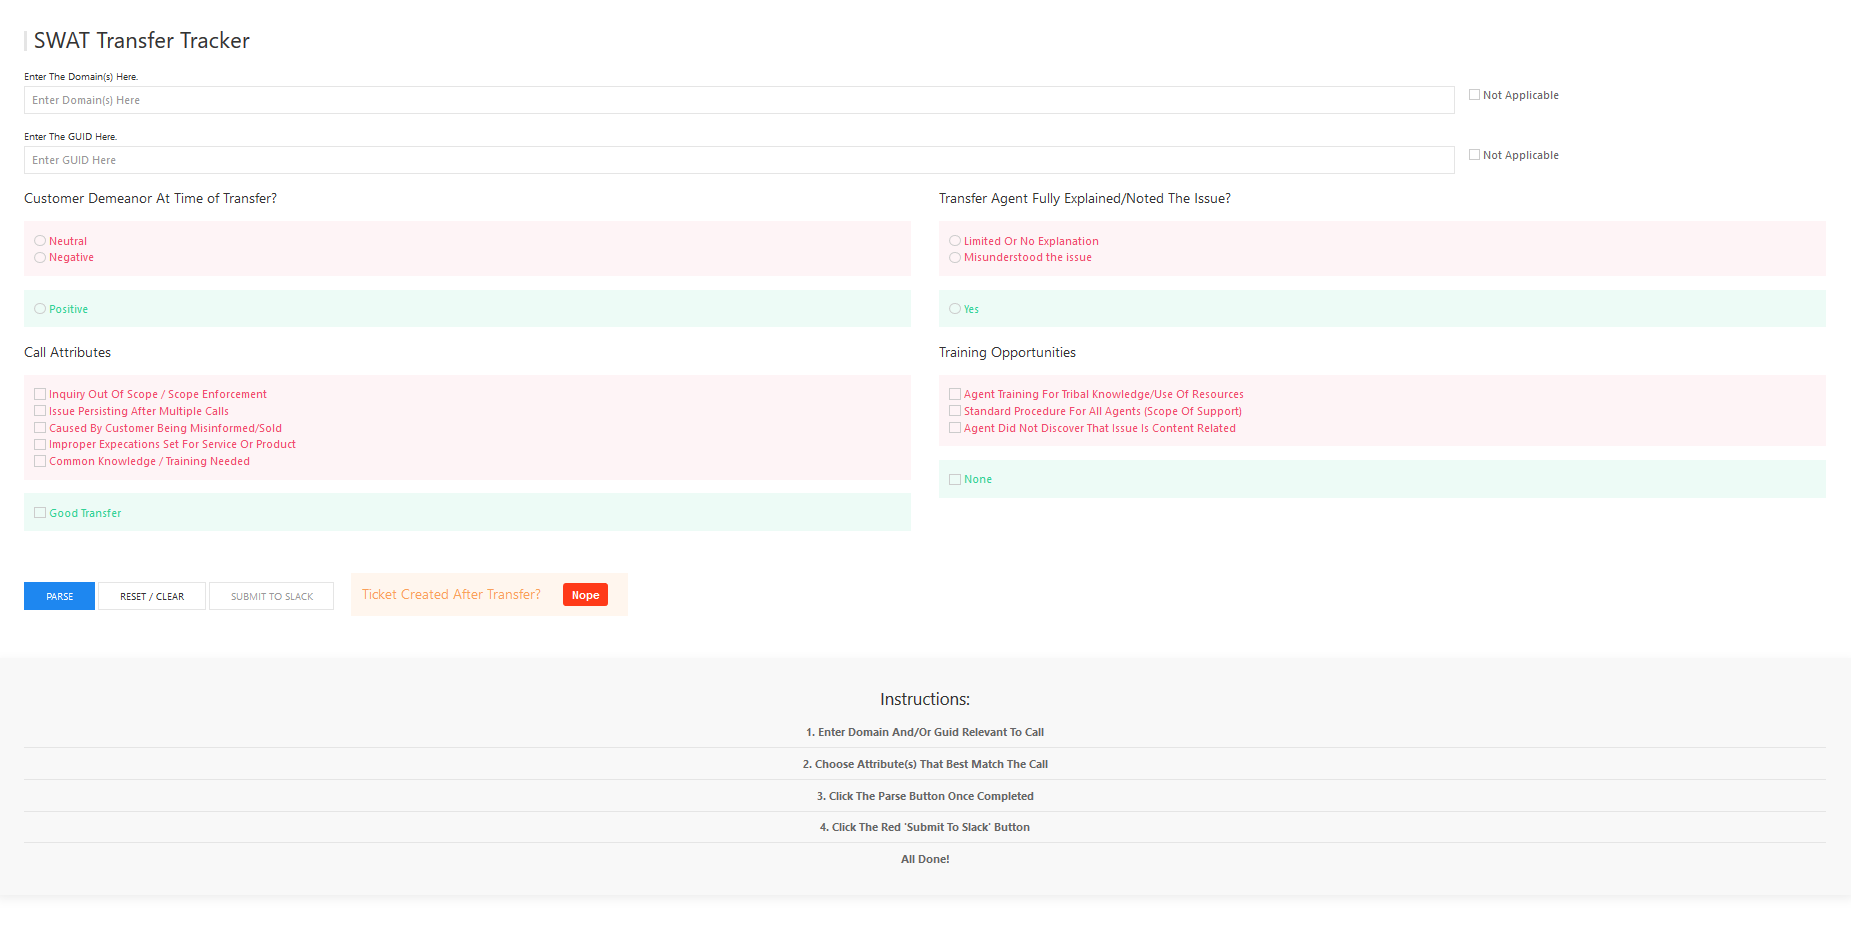 SWAT Transfer Tracker
Enter The Domain(s) Here.
Enter Domain(s) Here
Not Applicable
Enter The GUID Here.
Enter GUID Here
Not Applicable
Customer Demeanor At Time of Transfer?
Neutral
Negative
Positive
Transfer Agent Fully Explained/Noted The Issue?
Limited Or No Explanation
Misunderstood the issue
Yes
Call Attributes
Inquiry Out Of Scope / Scope Enforcement
Issue Persisting After Multiple Calls
Caused By Customer Being Misinformed/Sold
Improper Expecations Set For Service Or Product
Common Knowledge / Training Needed
Good Transfer
Training Opportunities
Agent Training For Tribal Knowledge/Use Of Resources
Standard Procedure For All Agents (Scope Of Support)
Agent Did Not Discover That Issue Is Content Related
None
PARSE
RESET / CLEAR
SUBMIT TO SLACK
Ticket Created After Transfer?
Nope
Instructions:
1. Enter Domain And/Or Guid Relevant To Call
2. Choose Attribute(s) That Best Match The Call
3. Click The Parse Button Once Completed
4. Click The Red 'Submit To Slack' Button
All Done!